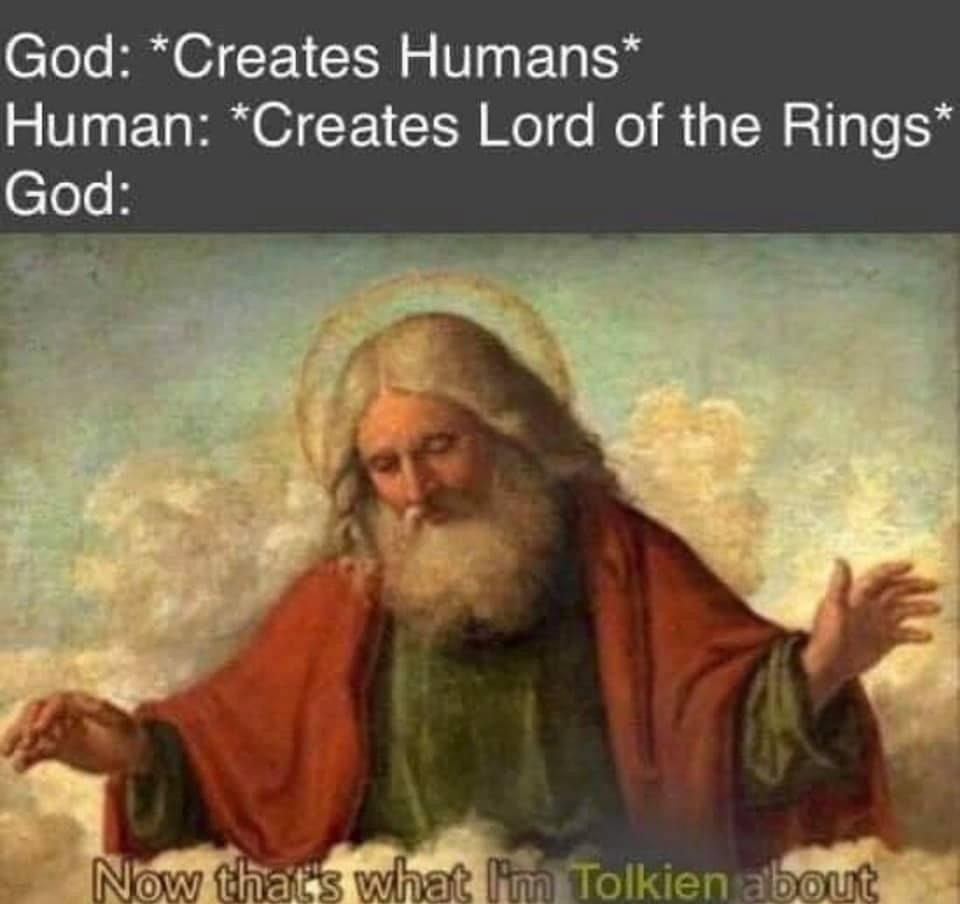 God: *Creates Humans*
Human: *Creates Lord of the Rings*
God:
Now that's what I'm Tolkien about